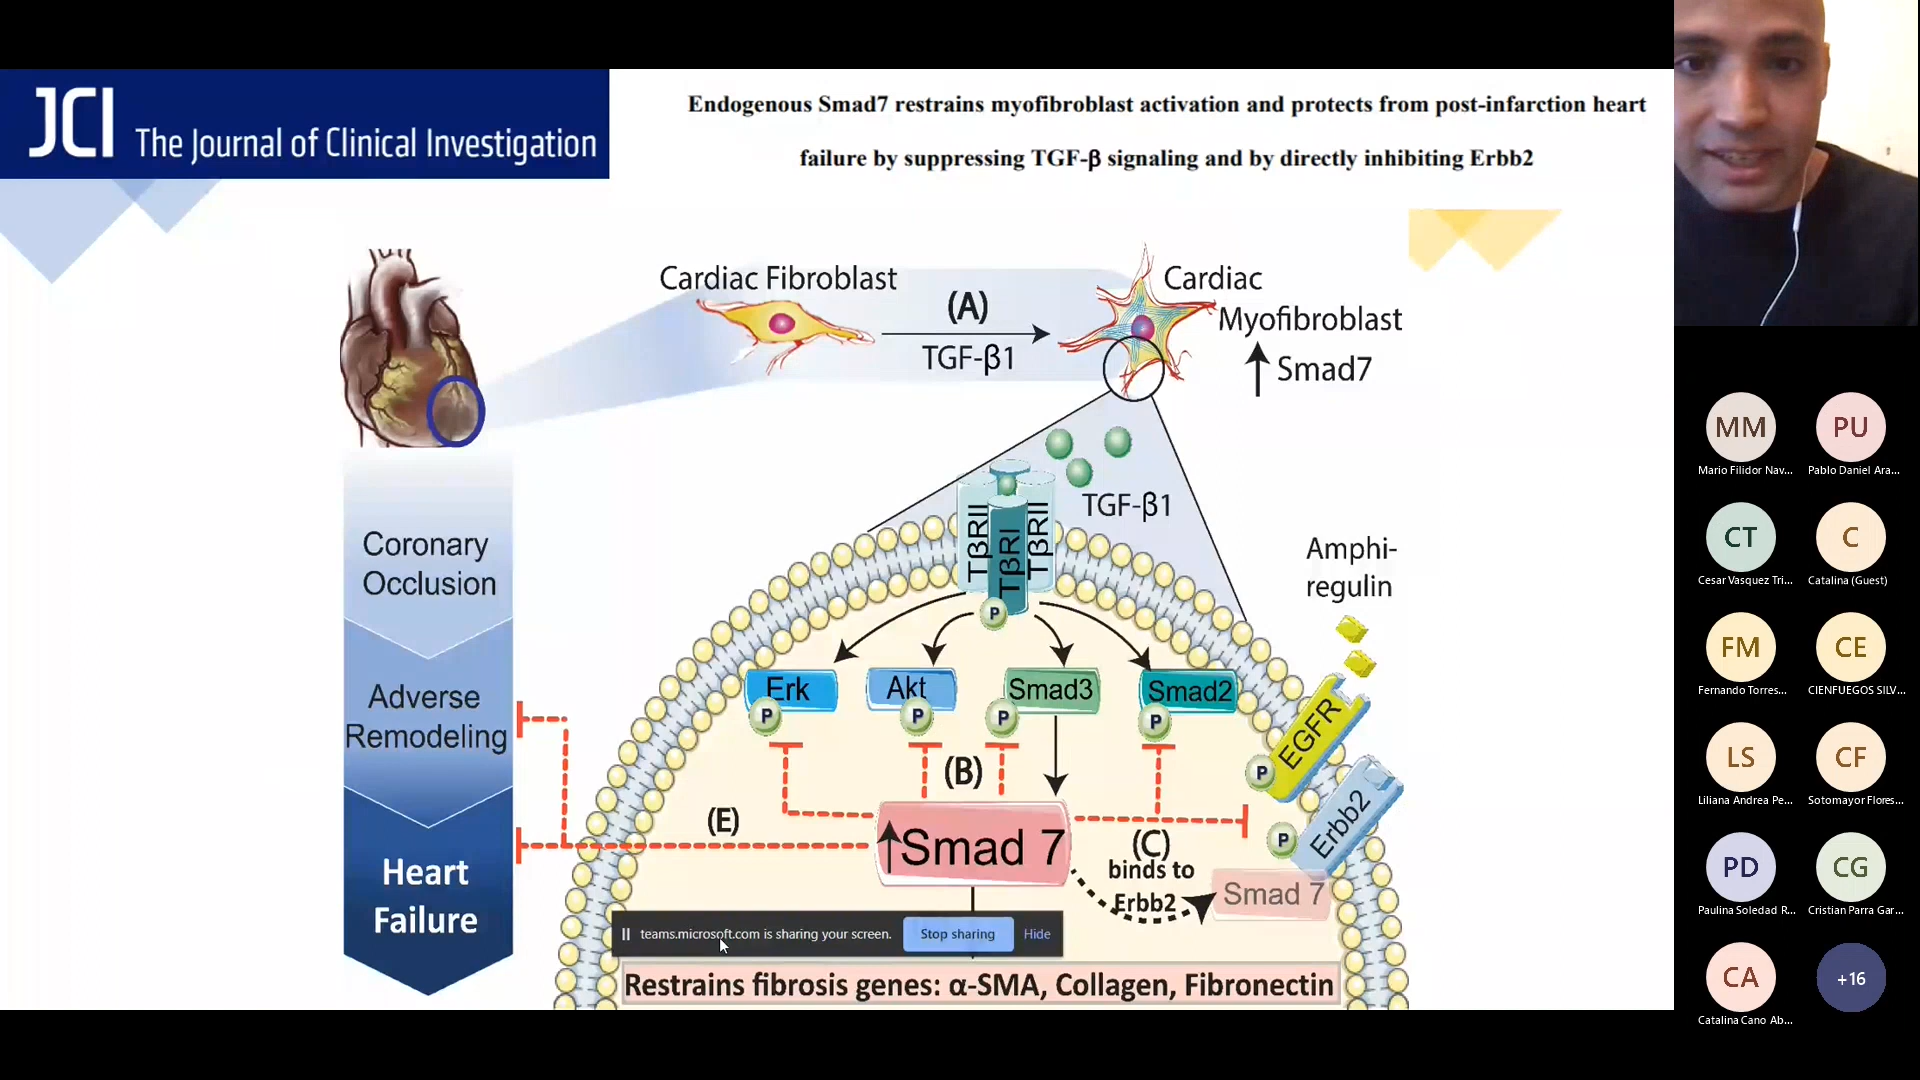 JCI The Journal of Clinical Investigation
Endogenous Smad7 restrains myofibroblast activation and protects from post-infarction heart
failure by suppressing TGF-β signaling and by directly inhibiting Erbb2
Cardiac Fibroblast
(A)
TGF-β1
Cardiac
Myofibroblast
Smad7
TGF-β1
TβRII
TβRI
TβRII
P
Amphi-
regulin
Coronary
Occlusion
Adverse
Remodeling
Heart
Failure
Erk
P
Akt
P
Smad3
P
Smad2
P
EGFR
P
Erbb2
P
(B)
(E)
Smad 7
(C)
binds to
Erbb2
Smad 7
teams.microsoft.com is sharing your screen.
Stop sharing
Hide
Restrains fibrosis genes: α-SMA, Collagen, Fibronectin
MM
Mario Filidor Nav...
PU
Pablo Daniel Ara...
CT
Cesar Vasquez Tri...
C
Catalina (Guest)
FM
Fernando Torres...
CE
CIENFUEGOS SILV...
LS
Liliana Andrea Pe...
CF
Sotomayor Flores...
PD
Paulina Soledad R...
CG
Cristian Parra Gar...
CA
Catalina Cano Ab...
+16